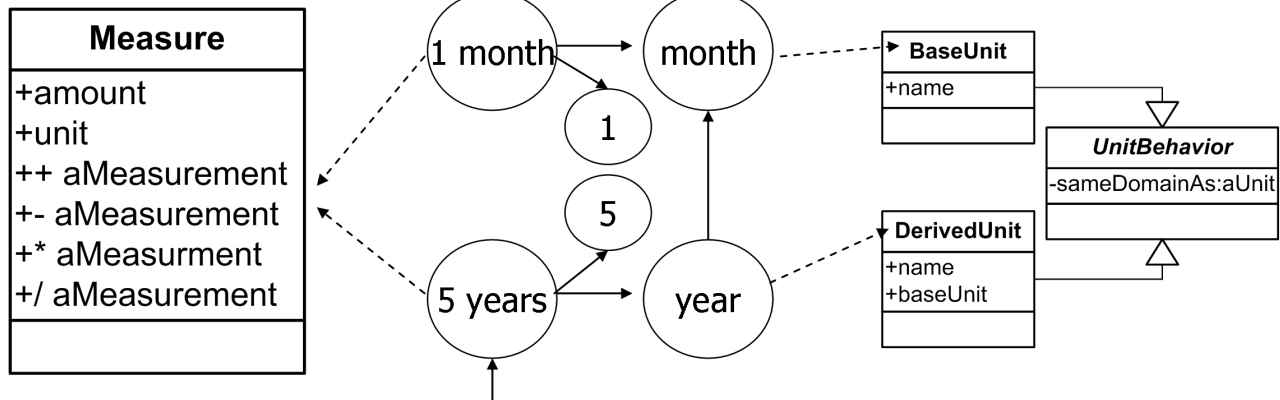 Measure
+amount
+unit
++ aMeasurement
+- aMeasurement
+* aMeasurment
+/ aMeasurement
1 month
month
1
5
5 years
year
BaseUnit
+name
UnitBehavior
-sameDomainAs:aUnit
DerivedUnit
+name
+baseUnit